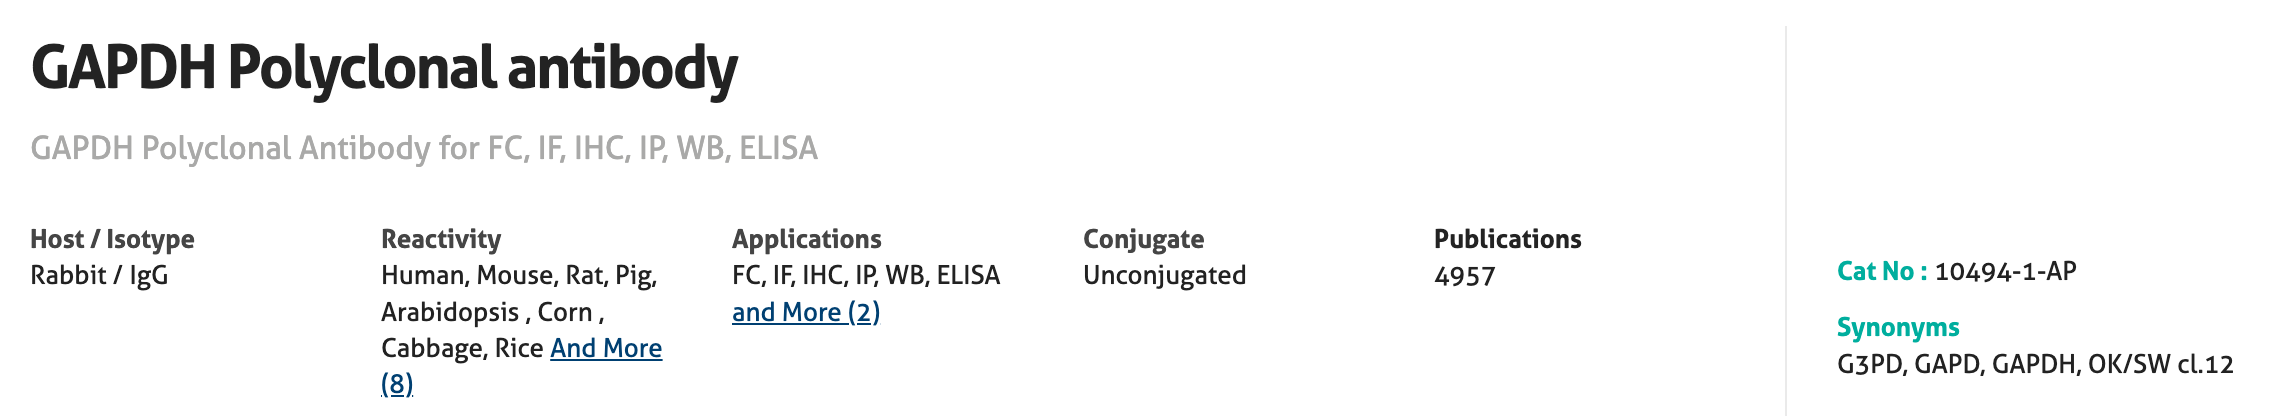 GAPDH Polyclonal antibody
GAPDH Polyclonal Antibody for FC, IF, IHC, IP, WB, ELISA
Host / Isotype
Rabbit / IgG
Reactivity
Human, Mouse, Rat, Pig,
Arabidopsis , Corn ,
Cabbage, Rice And More
(8)
Applications
FC, IF, IHC, IP, WB, ELISA
and More (2)
Conjugate
Unconjugated
Publications
4957
Cat No : 10494-1-AP
Synonyms
G3PD, GAPD, GAPDH, OK/SW cl.12